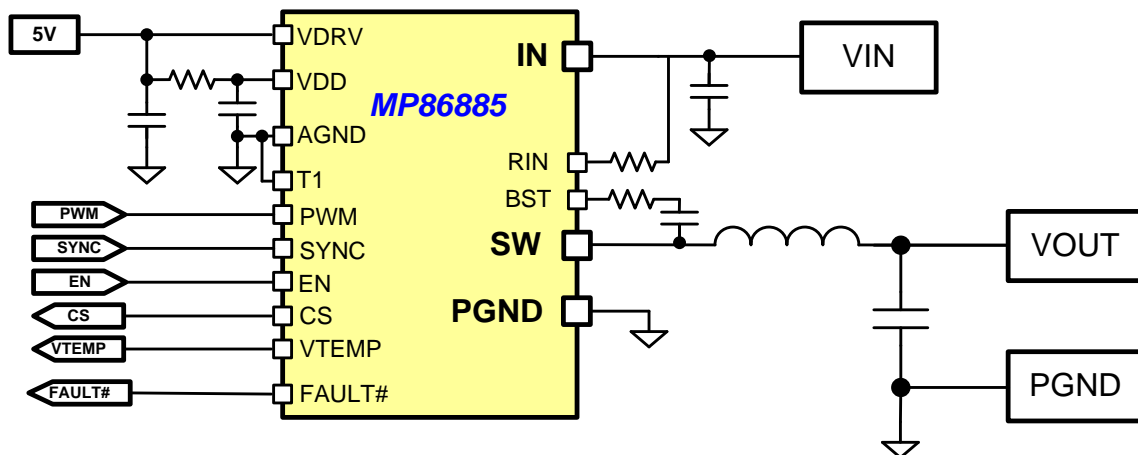 5V
VDRV
VDD
AGND
T1
PWM
SYNC
EN
CS
VTEMP
FAULT#
PWM
SYNC
EN
CS
VTEMP
FAULT#
MP86885
IN
RIN
BST
SW
PGND
VIN
VOUT
PGND